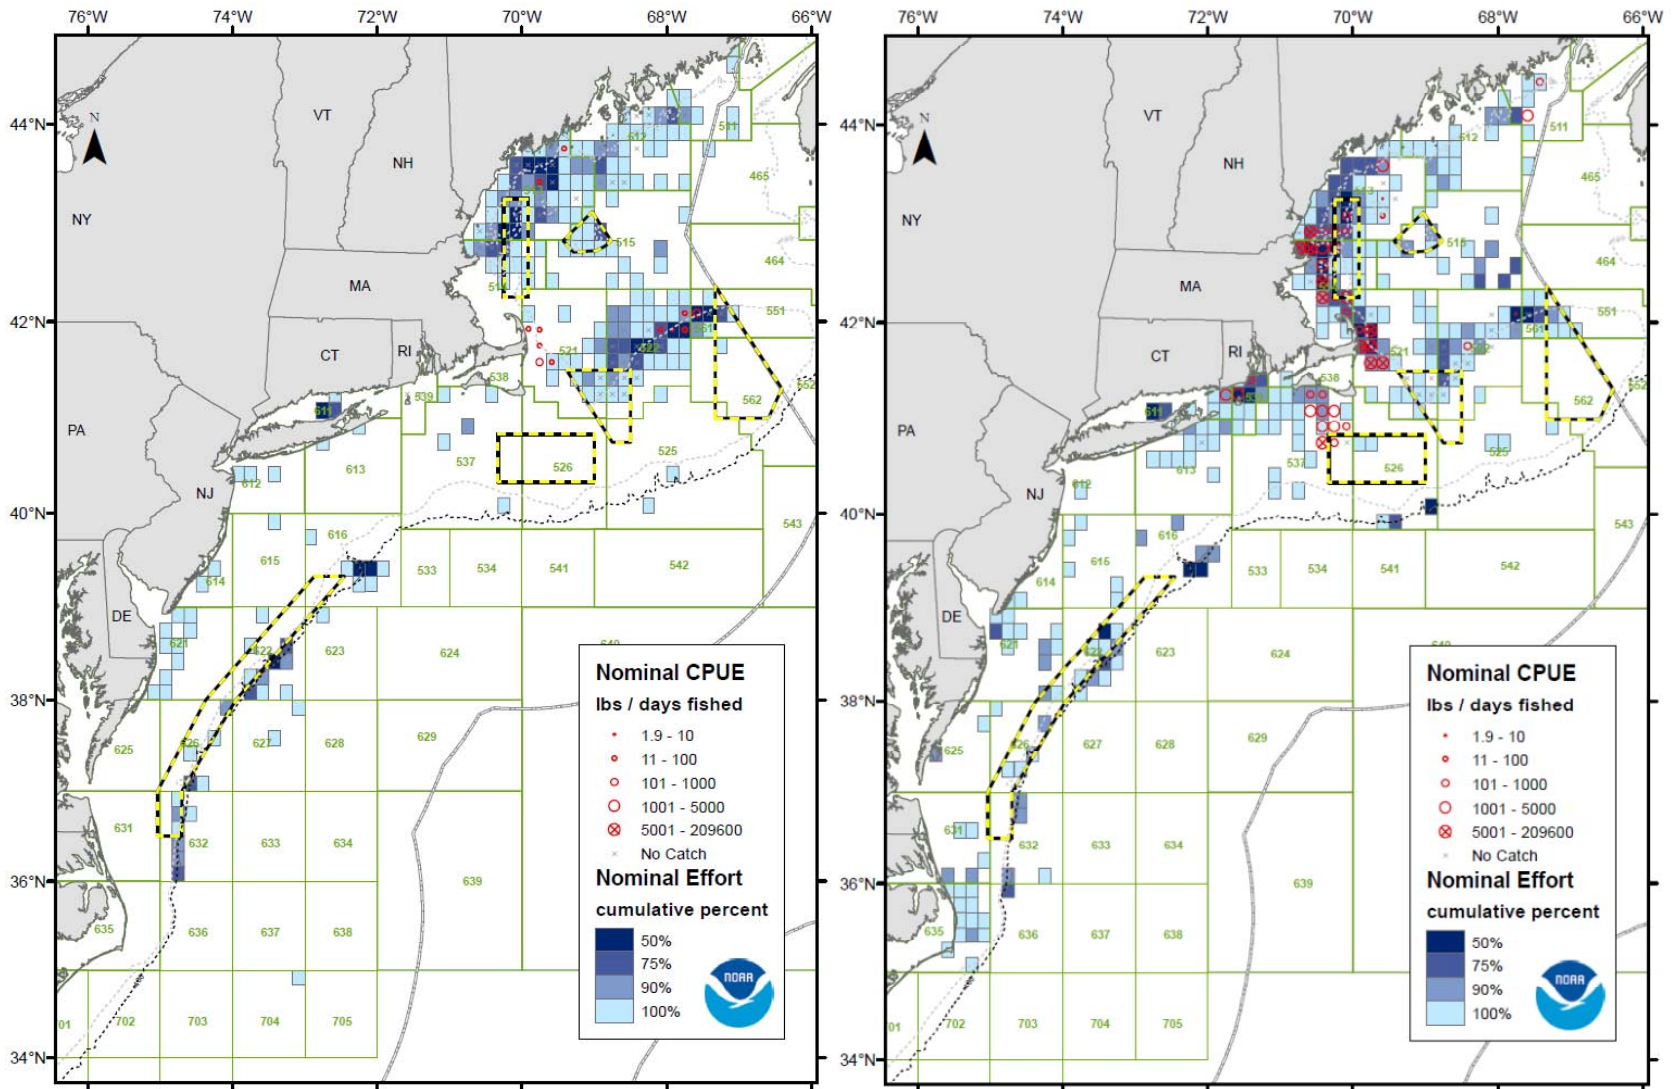 76°W 74°W 72°W 70°W 68°W 66°W
44°N
42°N
40°N
38°N
36°N
34°N
N
VT
NH
NY
MA
CT
RI
PA
NJ
DE
512
511
465
515
464
551
561
522
521
538
539
562
552
611
613
537
526
525
612
616
615
614
533
534
541
542
543
621
622
623
624
625
626
627
628
629
631
632
633
634
639
635
636
637
638
701
702
703
704
705
Nominal CPUE
lbs / days fished
1.9 - 10
11 - 100
101 - 1000
1001 - 5000
5001 - 209600
No Catch
Nominal Effort
cumulative percent
50%
75%
90%
100%
NOAA
76°W 74°W 72°W 70°W 68°W 66°W
44°N
42°N
40°N
38°N
36°N
34°N
N
VT
NH
NY
MA
CT
RI
PA
NJ
DE
512
511
465
513
515
464
551
561
521
538
562
552
611
613
537
526
525
612
616
615
614
533
534
541
542
543
621
622
623
624
625
626
627
628
629
631
632
633
634
639
635
636
637
638
702
703
704
705
Nominal CPUE
lbs / days fished
1.9 - 10
11 - 100
101 - 1000
1001 - 5000
5001 - 209600
No Catch
Nominal Effort
cumulative percent
50%
75%
90%
100%
NOAA